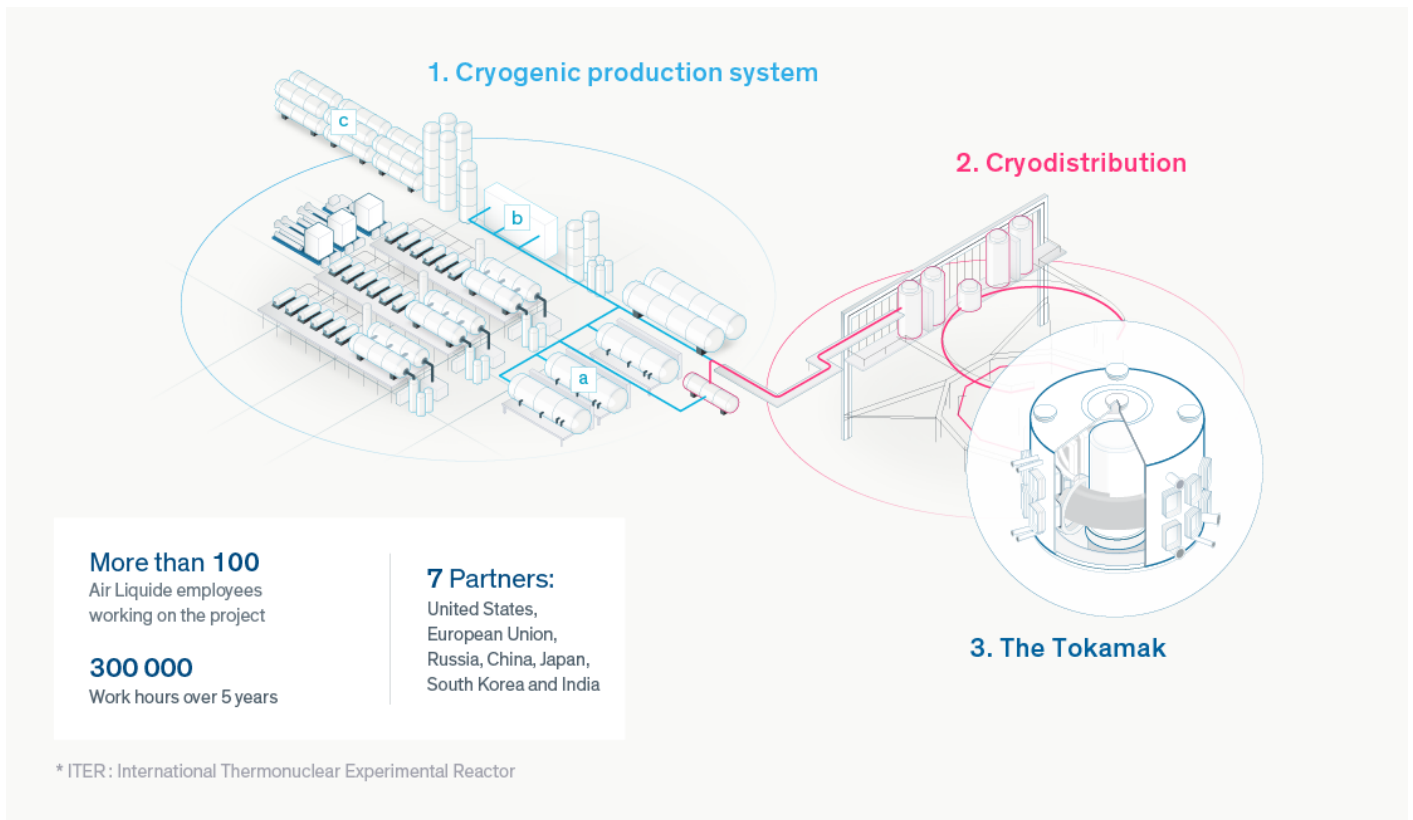 1. Cryogenic production system
c
b
2. Cryodistribution
a
More than 100
Air Liquide employees
working on the project
300 000
Work hours over 5 years
7 Partners:
United States,
European Union,
Russia, China, Japan,
South Korea and India
3. The Tokamak
* ITER : International Thermonuclear Experimental Reactor